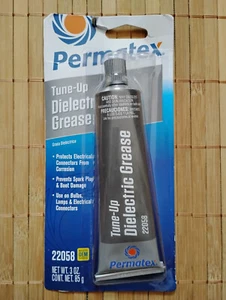 Permatex
Tune-Up
Dielectric
Grease
• Protects Electrical
Connectors From
Corrosion
• Prevents Spark Plug
& Boot Damage
• Use on Bulbs,
Lamps & Electrical
Connectors
22058
NET WT. 3 OZ.
CONT. NET. 85 g
CAUTION:
Tune-Up
Dielectric Grease
22058
Permatex